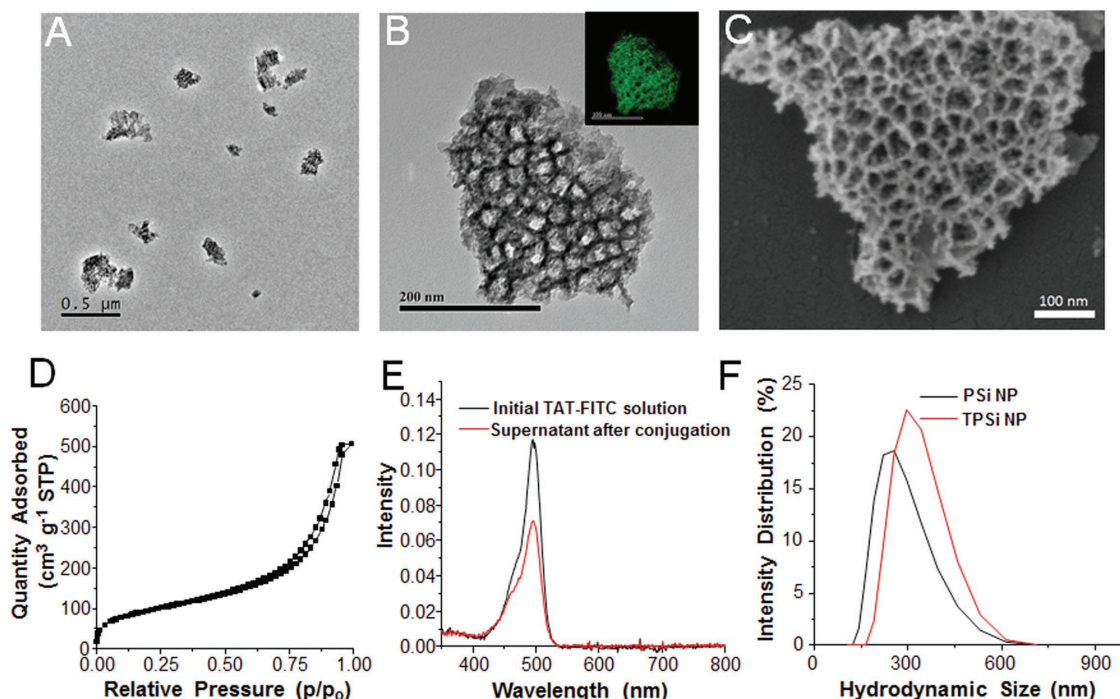 A
0.5 µm
B
200 nm
C
100 nm
D
600
500
400
300
200
100
0
0.00 0.25 0.50 0.75 1.00
Quantity Adsorbed
(cm³ g⁻¹ STP)
Relative Pressure (p/p₀)
E
Initial TAT-FITC solution
Supernatant after conjugation
0.14
0.12
0.10
0.08
0.06
0.04
0.02
0.00
400 500 600 700 800
Intensity
Wavelength (nm)
F
PSi NP
TPSi NP
25
20
15
10
5
0
0 300 600 900
Intensity Distribution (%)
Hydrodynamic Size (nm)